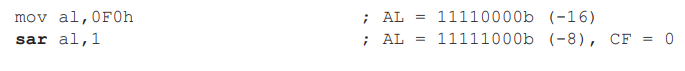 mov al,0F0h ; AL = 11110000b (-16)
sar al,1 ; AL = 11111000b (-8), CF = 0